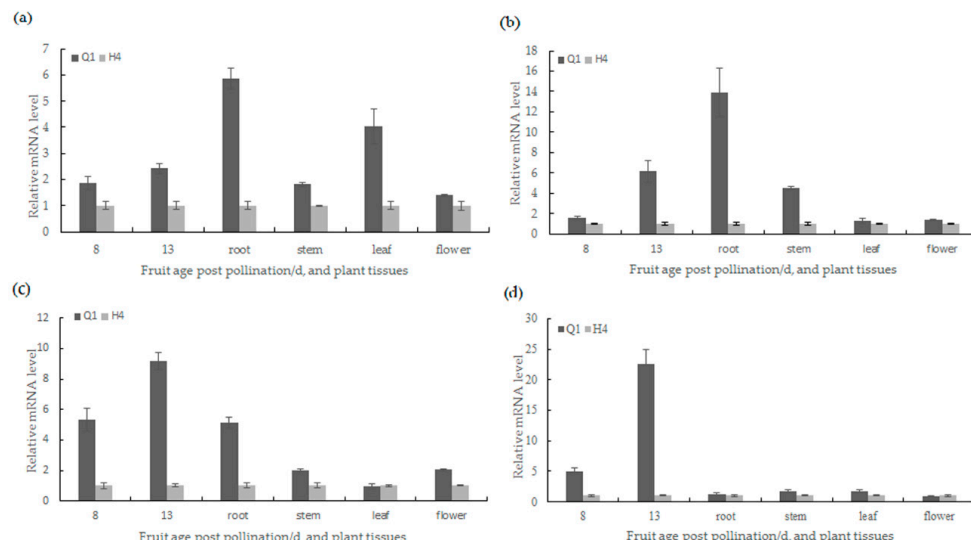 (a)
Q1 H4
7
6
5
4
3
2
1
0
Relative mRNA level
8 13 root stem leaf flower
Fruit age post pollination/d, and plant tissues
(b)
Q1 H4
18
16
14
12
10
8
6
4
2
0
Relative mRNA level
8 13 root stem leaf flower
Fruit age post pollination/d, and plant tissues
(c)
Q1 H4
12
10
8
6
4
2
0
Relative mRNA level
8 13 root stem leaf flower
Fruit age post pollination/d, and plant tissues
(d)
Q1 H4
30
25
20
15
10
5
0
Relative mRNA level
8 13 root stem leaf flower
Fruit age post pollination/d, and plant tissues